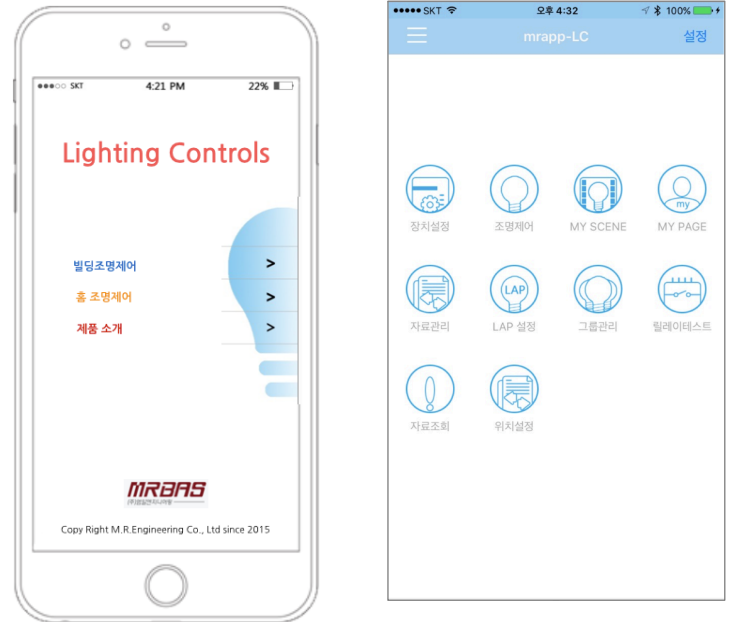 SKT 4:21 PM 22%
Lighting Controls
빌딩조명제어 >
홈 조명제어 >
제품 소개 >
MRBAS
Copy Right M.R.Engineering Co., Ltd since 2015
SKT 오후 4:32 100%
mrapp-LC 설정
my
장치설정 조명제어 MY SCENE MY PAGE
LAP
자료관리 LAP 설정 그룹관리 릴레이테스트
자료조회 위치설정